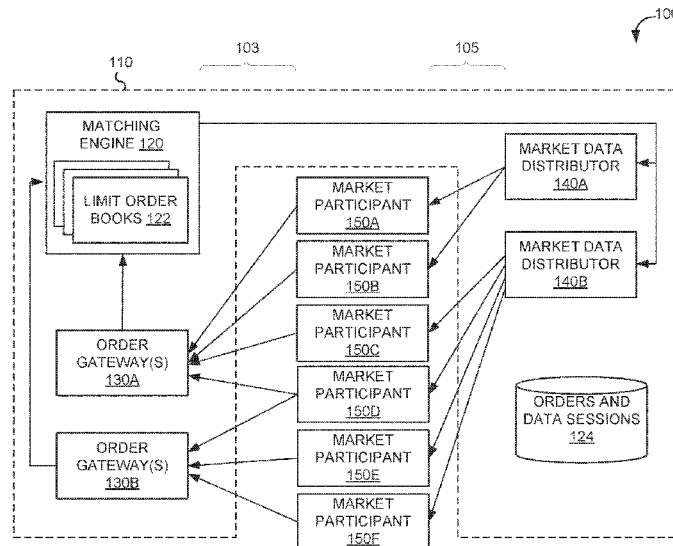 100
110
103
105
MATCHING
ENGINE 120
LIMIT ORDER
BOOKS 122
MARKET DATA
DISTRIBUTOR
140A
MARKET
PARTICIPANT
150A
MARKET
PARTICIPANT
150B
MARKET DATA
DISTRIBUTOR
140B
MARKET
PARTICIPANT
150C
ORDER
GATEWAY(S)
130A
MARKET
PARTICIPANT
150D
ORDERS AND
DATA SESSIONS
124
ORDER
GATEWAY(S)
130B
MARKET
PARTICIPANT
150E
MARKET
PARTICIPANT
150F